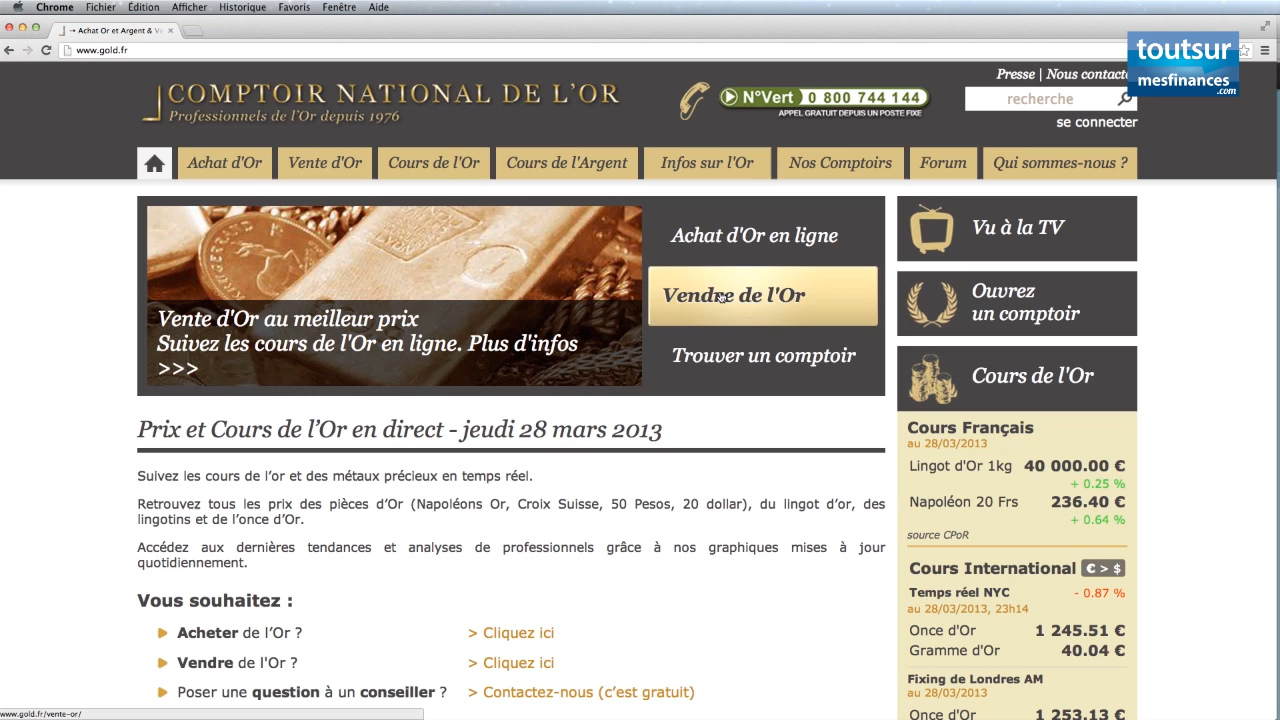 Chrome Fichier Édition Afficher Historique Favoris Fenêtre Aide
→ Achat Or et Argent &
www.gold.fr
toutsur
mesfinances
.com
Presse | Nous contacte
COMPTOIR NATIONAL DE L'OR
Professionnels de l'Or depuis 1976
N°Vert 0 800 744 144
APPEL GRATUIT DEPUIS UN POSTE FIXE
recherche
se connecter
Achat d'Or Vente d'Or Cours de l'Or Cours de l'Argent Infos sur l'Or Nos Comptoirs Forum Qui sommes-nous ?
Vente d'Or au meilleur prix
Suivez les cours de l'Or en ligne. Plus d'infos
>>>
Achat d'Or en ligne
Vendre de l'Or
Trouver un comptoir
Vu à la TV
Ouvrez
un comptoir
Cours de l'Or
Prix et Cours de l'Or en direct - jeudi 28 mars 2013
Suivez les cours de l'or et des métaux précieux en temps réel.
Retrouvez tous les prix des pièces d'Or (Napoléons Or, Croix Suisse, 50 Pesos, 20 dollar), du lingot d'or, des
lingotins et de l'once d'Or.
Accédez aux dernières tendances et analyses de professionnels grâce à nos graphiques mises à jour
quotidiennement.
Vous souhaitez :
Acheter de l'Or ? > Cliquez ici
Vendre de l'Or ? > Cliquez ici
Poser une question à un conseiller ? > Contactez-nous (c'est gratuit)
Cours Français
au 28/03/2013
Lingot d'Or 1kg 40 000.00 €
+ 0.25 %
Napoléon 20 Frs 236.40 €
+ 0.64 %
source CPoR
Cours International € > $
Temps réel NYC - 0.87 %
au 28/03/2013, 23h14
Once d'Or 1 245.51 €
Gramme d'Or 40.04 €
Fixing de Londres AM
au 28/03/2013
Once d'Or 1 253.13 €
www.gold.fr/vente-or/